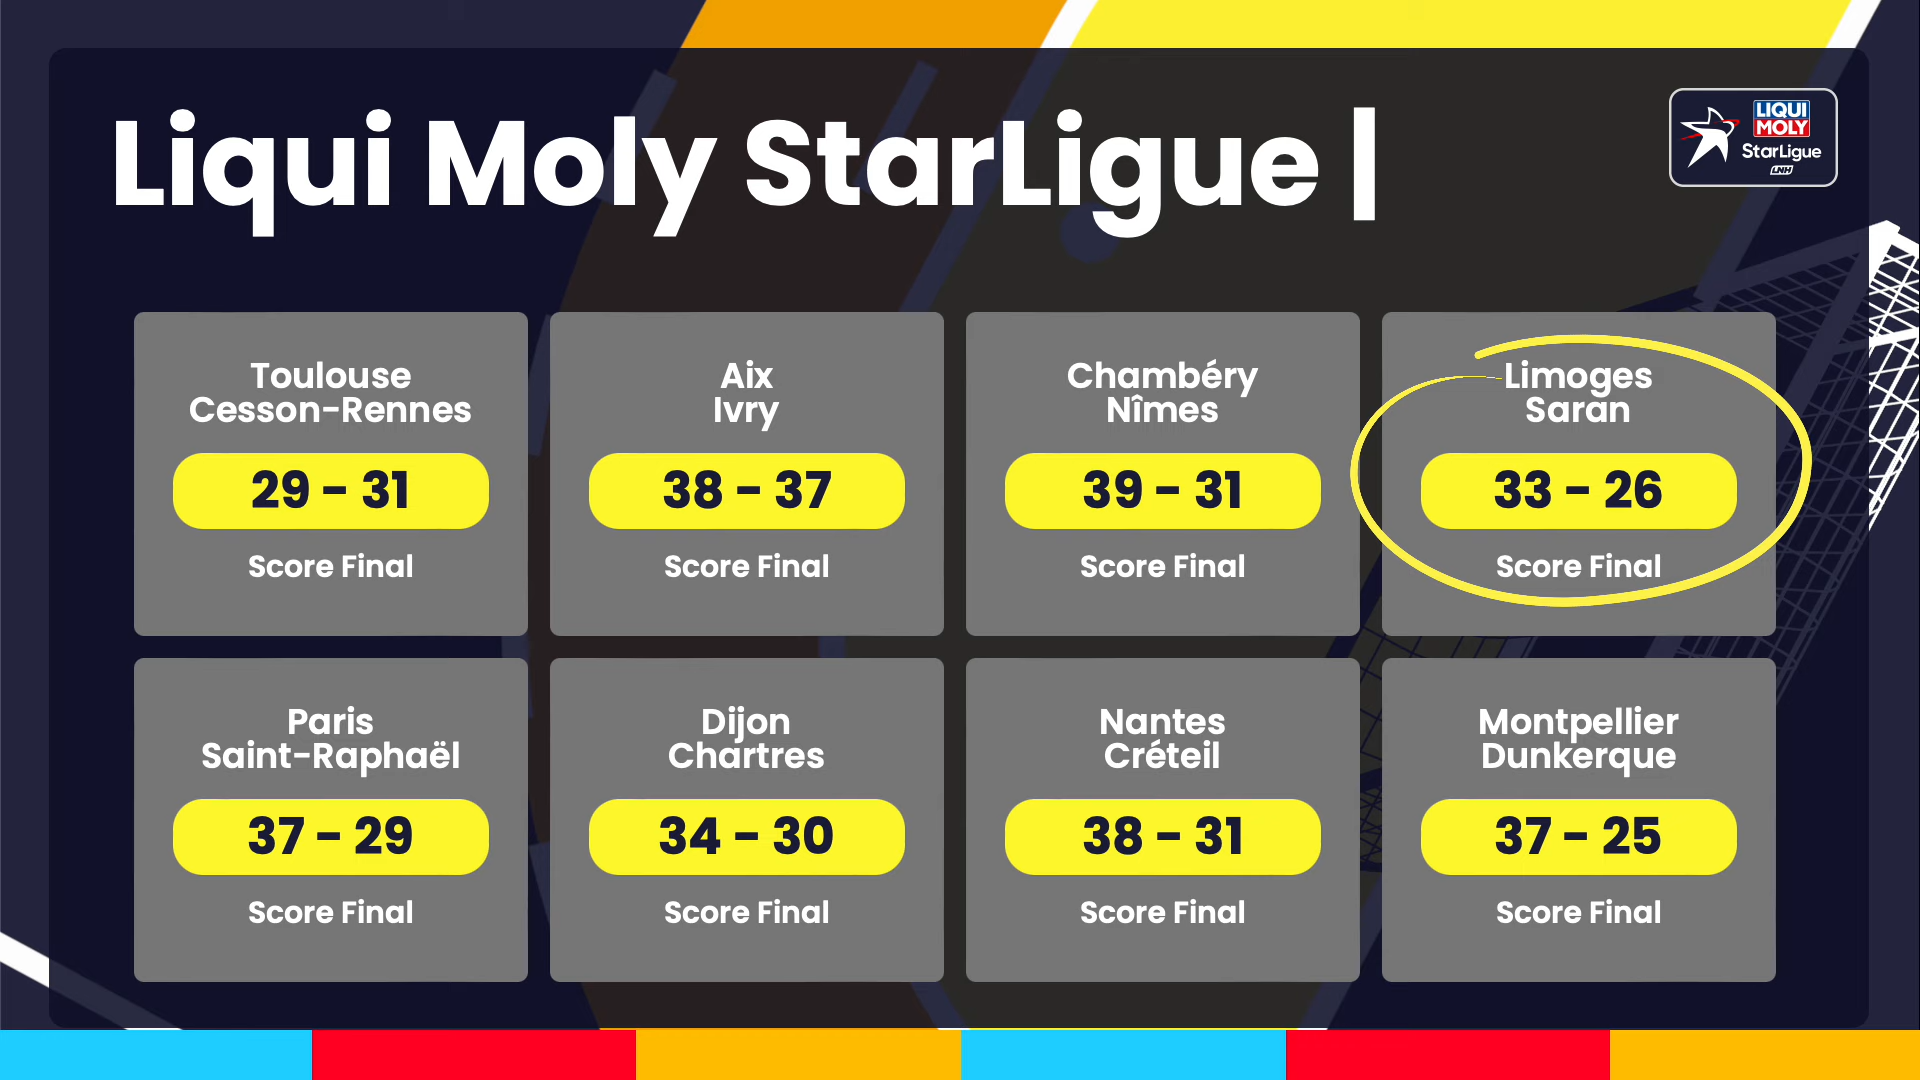 Liqui Moly StarLigue |
LIQUI
MOLY
StarLigue
LNH
Toulouse
Cesson-Rennes
29 - 31
Score Final
Aix
Ivry
38 - 37
Score Final
Chambéry
Nîmes
39 - 31
Score Final
Limoges
Saran
33 - 26
Score Final
Paris
Saint-Raphaël
37 - 29
Score Final
Dijon
Chartres
34 - 30
Score Final
Nantes
Créteil
38 - 31
Score Final
Montpellier
Dunkerque
37 - 25
Score Final